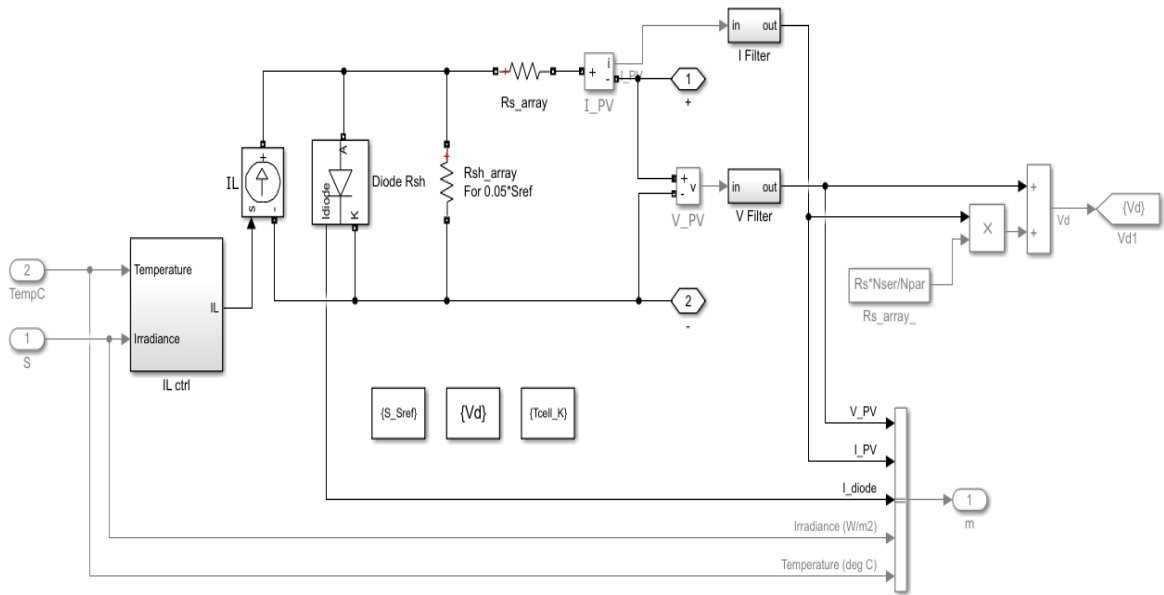 in out
I Filter
i
+
-
I_PV
I_PV
1
+
+
Rs_array
+
-
s
IL
A
Idiode
K
Diode Rsh
+
Rsh_array
For 0.05*Sref
+
-
v
V_PV
in out
V Filter
+
+
X
Vd
{Vd}
Vd1
2
TempC
Temperature
IL
Irradiance
1
S
IL ctrl
2
-
Rs*Nser/Npar
Rs_array_
{S_Sref}
{Vd}
{Tcell_K}
V_PV
I_PV
I_diode
1
m
Irradiance (W/m2)
Temperature (deg C)